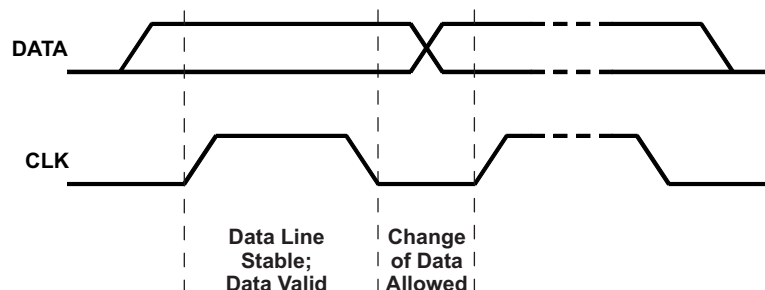 DATA
CLK
Data Line
Stable;
Data Valid
Change
of Data
Allowed